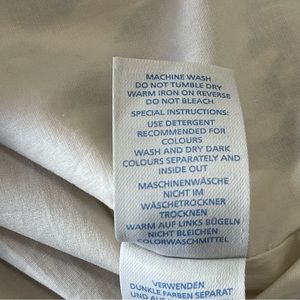 MACHINE WASH
DO NOT TUMBLE DRY
WARM IRON ON REVERSE
DO NOT BLEACH
SPECIAL INSTRUCTIONS:
USE DETERGENT
RECOMMENDED FOR
COLOURS
WASH AND DRY DARK
COLOURS SEPARATELY AND
INSIDE OUT
MASCHINENWÄSCHE
NICHT IM
WÄSCHETROCKNER
TROCKNEN
WARM AUF LINKS BÜGELN
NICHT BLEICHEN
COLORWASCHMITTEL
VERWENDEN
DUNKLE FARBEN SEPARAT
UND AUF